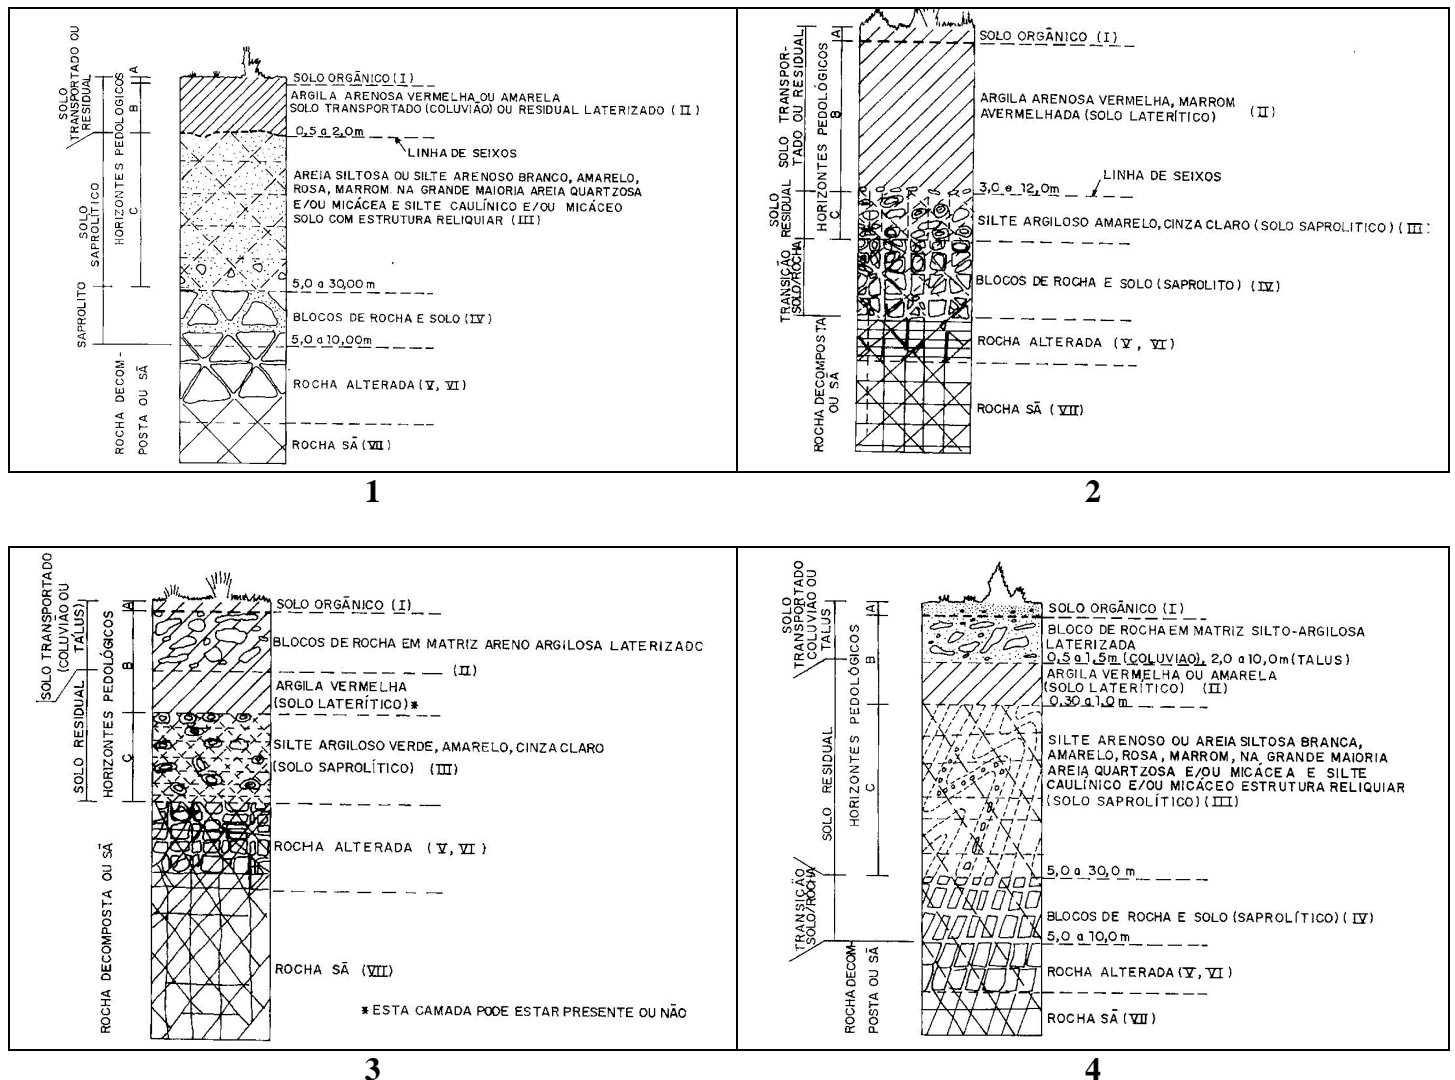 SOLO
TRANSPORTADO OU
RESIDUAL
SOLO
SAPROLÍTICO
SAPROLITO
ROCHA DECOM-
POSTA OU SÃ
HORIZONTES PEDOLÓGICOS
A
B
C
SOLO ORGÂNICO (I)
ARGILA ARENOSA VERMELHA OU AMARELA
SOLO TRANSPORTADO (COLUVIÃO) OU RESIDUAL LATERIZADO (II)
0,5 a 2,0m
LINHA DE SEIXOS
AREIA SILTOSA OU SILTE ARENOSO BRANCO, AMARELO,
ROSA, MARROM. NA GRANDE MAIORIA AREIA QUARTZOSA
E/OU MICÁCEA E SILTE CAULÍNICO E/OU MICÁCEO
SOLO COM ESTRUTURA RELIQUIAR (III)
5,0 a 30,00 m
BLOCOS DE ROCHA E SOLO (IV)
5,0 a 10,00m
ROCHA ALTERADA (V, VI)
ROCHA SÃ (VII)
1
SOLO TRANSPOR-
TADO OU RESIDUAL
SOLO
RESIDUAL
TRANSIÇÃO
SOLO/ROCHA
ROCHA DECOMPOSTA
OU SÃ
HORIZONTES PEDOLÓGICOS
A
B
C
SOLO ORGÂNICO (I)
ARGILA ARENOSA VERMELHA, MARROM
AVERMELHADA (SOLO LATERÍTICO) (II)
3,0 e 12,0m
LINHA DE SEIXOS
SILTE ARGILOSO AMARELO, CINZA CLARO (SOLO SAPROLITICO) (III)
BLOCOS DE ROCHA E SOLO (SAPROLITO) (IV)
ROCHA ALTERADA (V, VI)
ROCHA SÃ (VII)
2
SOLO TRANSPORTADO
(COLUVIÃO OU
TÁLUS)
SOLO RESIDUAL
ROCHA DECOMPOSTA OU SÃ
HORIZONTES PEDOLÓGICOS
A
B
C
SOLO ORGÂNICO (I)
BLOCOS DE ROCHA EM MATRIZ ARENO ARGILOSA LATERIZADO
(II)
ARGILA VERMELHA
(SOLO LATERÍTICO)*
SILTE ARGILOSO VERDE, AMARELO, CINZA CLARO
(SOLO SAPROLÍTICO) (III)
ROCHA ALTERADA (V, VI)
ROCHA SÃ (VII)
* ESTA CAMADA PODE ESTAR PRESENTE OU NÃO
3
SOLO
TRANSPORTADO
COLUVIÃO OU
TALUS
SOLO RESIDUAL
TRANSIÇÃO
SOLO/ROCHA
ROCHA DECOM-
POSTA OU SÃ
HORIZONTES PEDOLÓGICOS
A
B
C
SOLO ORGÂNICO (I)
BLOCO DE ROCHA EM MATRIZ SILTO-ARGILOSA
LATERIZADA
0,5 a 1,5m (COLUVIAO), 2,0 a 10,0m (TALUS)
ARGILA VERMELHA OU AMARELA
(SOLO LATERÍTICO) (II)
0,30 a 1,0m
SILTE ARENOSO OU AREIA SILTOSA BRANCA,
AMARELO, ROSA, MARROM, NA GRANDE MAIORIA
AREIA QUARTZOSA E/OU MICÁCEA E SILTE
CAULÍNICO E/OU MICÁCEO ESTRUTURA RELIQUIAR
(SOLO SAPROLÍTICO) (III)
5,0 a 30,0 m
BLOCOS DE ROCHA E SOLO (SAPROLÍTICO) (IV)
5,0 a 10,0m
ROCHA ALTERADA (V, VI)
ROCHA SÃ (VII)
4